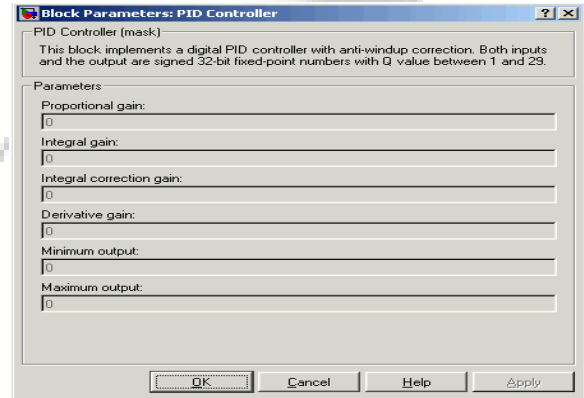 Block Parameters: PID Controller
PID Controller (mask)
This block implements a digital PID controller with anti-windup correction. Both inputs
and the output are signed 32-bit fixed-point numbers with Q value between 1 and 29.
Parameters
Proportional gain:
0
Integral gain:
0
Integral correction gain:
0
Derivative gain:
0
Minimum output:
0
Maximum output:
0
OK Cancel Help Apply